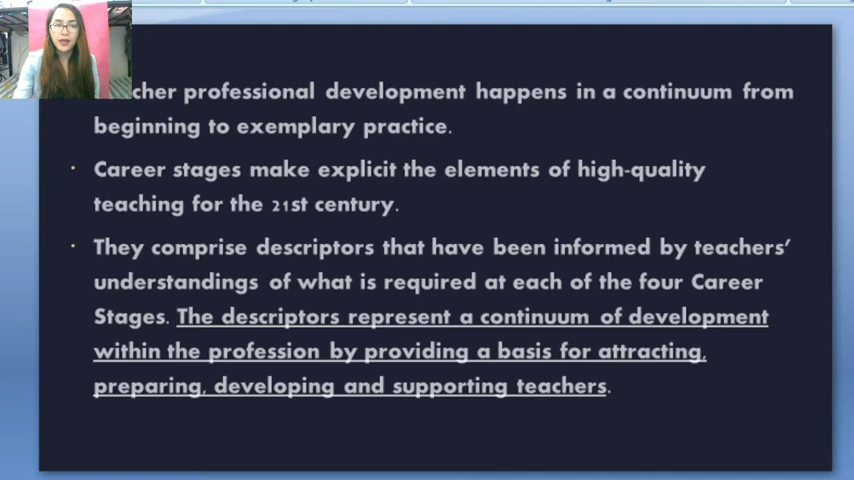 professional development happens in a continuum from
beginning to exemplary practice.
Career stages make explicit the elements of high-quality
teaching for the 21st century.
They comprise descriptors that have been informed by teachers'
understandings of what is required at each of the four Career
Stages. The descriptors represent a continuum of development
within the profession by providing a basis for attracting,
preparing, developing and supporting teachers.